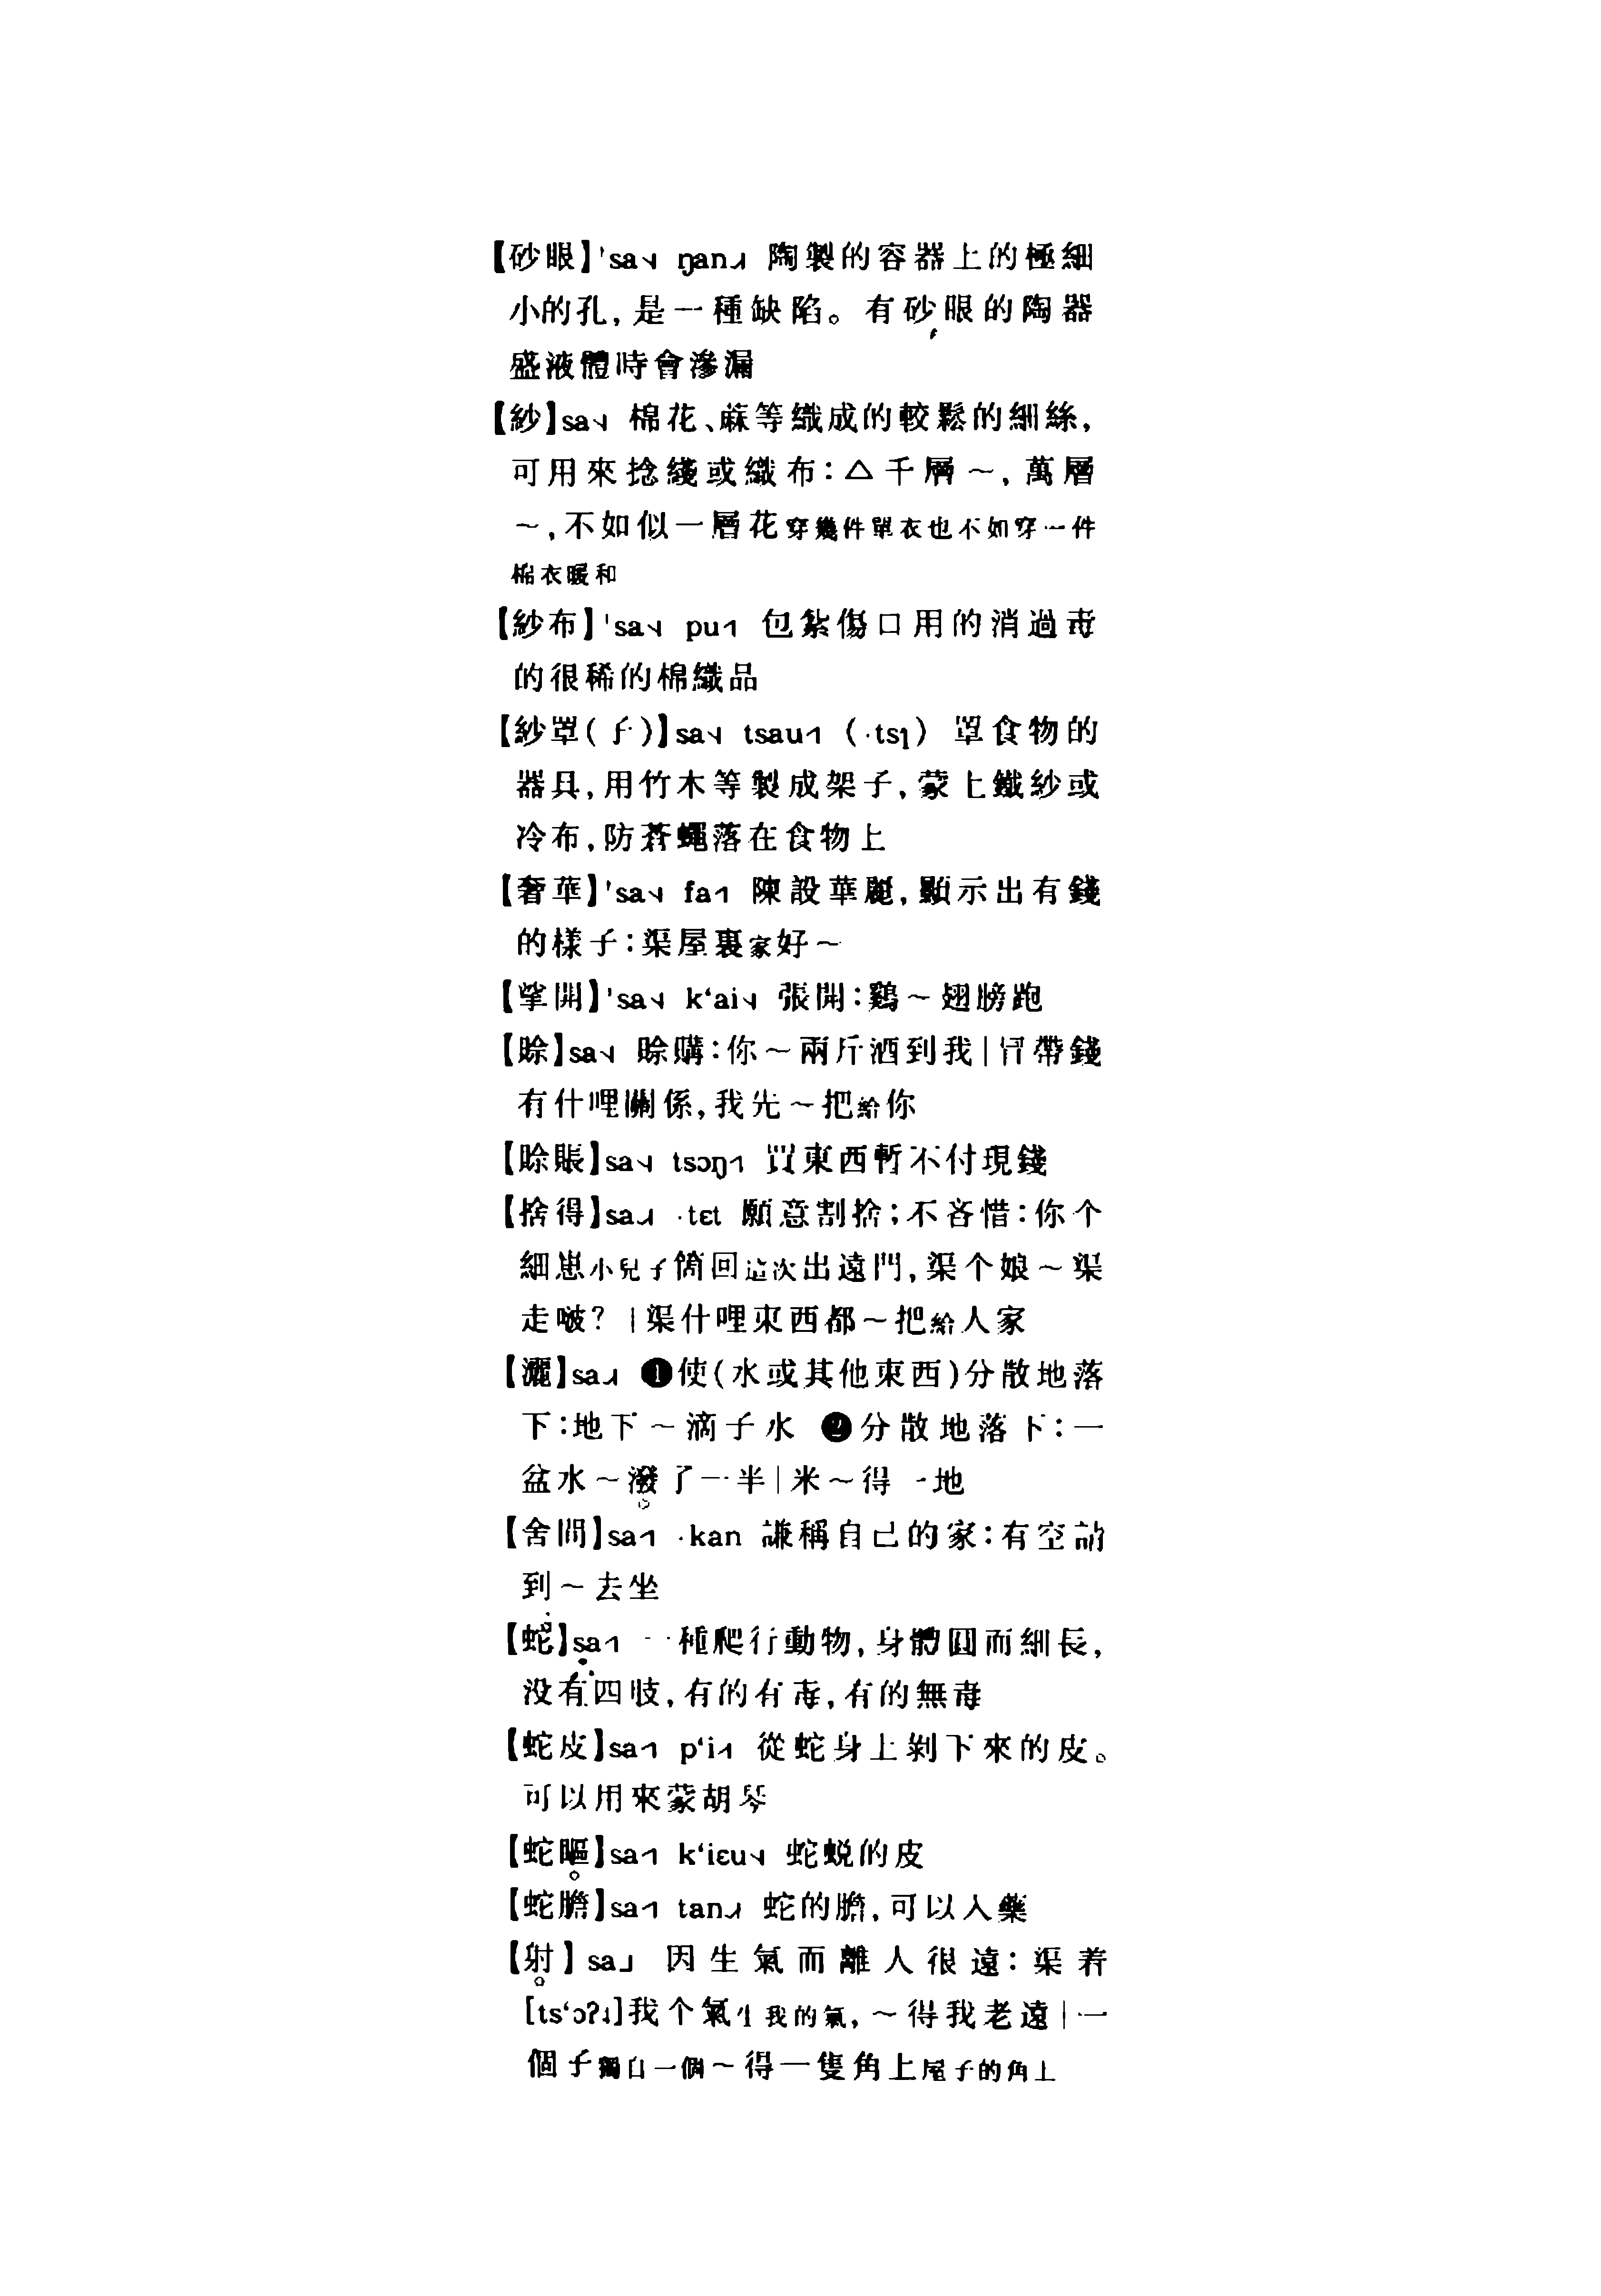 【砂眼】ˈsa˧˩ ŋan˨˩˧ 陶製的容器上的極細
小的孔，是一種缺陷。有砂眼的陶器
盛液體時會滲漏
【紗】sa˧˩ 棉花、蔴等織成的較鬆的細絲，
可用來捻綫或織布：△千層～，萬層
～，不如似一層花穿幾件單衣也不如穿一件
棉衣暖和
【紗布】ˈsa˧˩ pu˧˥ 包紮傷口用的消過毒
的很稀的棉織品
【紗罩(子)】sa˧˩ tsau˧˥ (·tsɿ) 罩食物的
器具，用竹木等製成架子，蒙上鐵紗或
冷布，防蒼蠅落在食物上
【奢華】ˈsa˧˩ fa˧˥ 陳設華麗，顯示出有錢
的樣子：渠屋裏家好～
【拏開】ˈsa˧˩ k‘ai˧˩ 張開：鷄～翅膀跑
【賒】sa˧˩ 賒購：你～兩斤酒到我｜冇帶錢
有什哩關係，我先～把給你
【賒賬】sa˧˩ tsɔŋ˧˥ 買東西暫不付現錢
【捨得】sa˨˩˧ ·tɛt 願意割捨；不吝惜：你个
細崽小兒子箇回這次出遠門，渠个娘～渠
走啵？｜渠什哩東西都～把給人家
【灑】sa˨˩˧ ❶使(水或其他東西)分散地落
下：地下～滴子水 ❷分散地落下：一
盆水～潑了一半｜米～得一地
【舍間】sa˧˥ ·kan 謙稱自己的家：有空請
到～去坐
【蛇】sa˧˥ 一種爬行動物，身體圓而細長，
没有四肢，有的有毒，有的無毒
【蛇皮】sa˧˥ p‘i˨˦ 從蛇身上剝下來的皮。
可以用來蒙胡琴
【蛇䁱】sa˧˥ k‘iɛu˧˩ 蛇蜕的皮
【蛇膽】sa˧˥ tan˨˩˧ 蛇的膽，可以入藥
【射】sa˩ 因生氣而離人很遠：渠着
[ts‘ɔʔ˨]我个氣生我的氣，～得我老遠｜一
個子獨自一個～得一隻角上屋子的角上